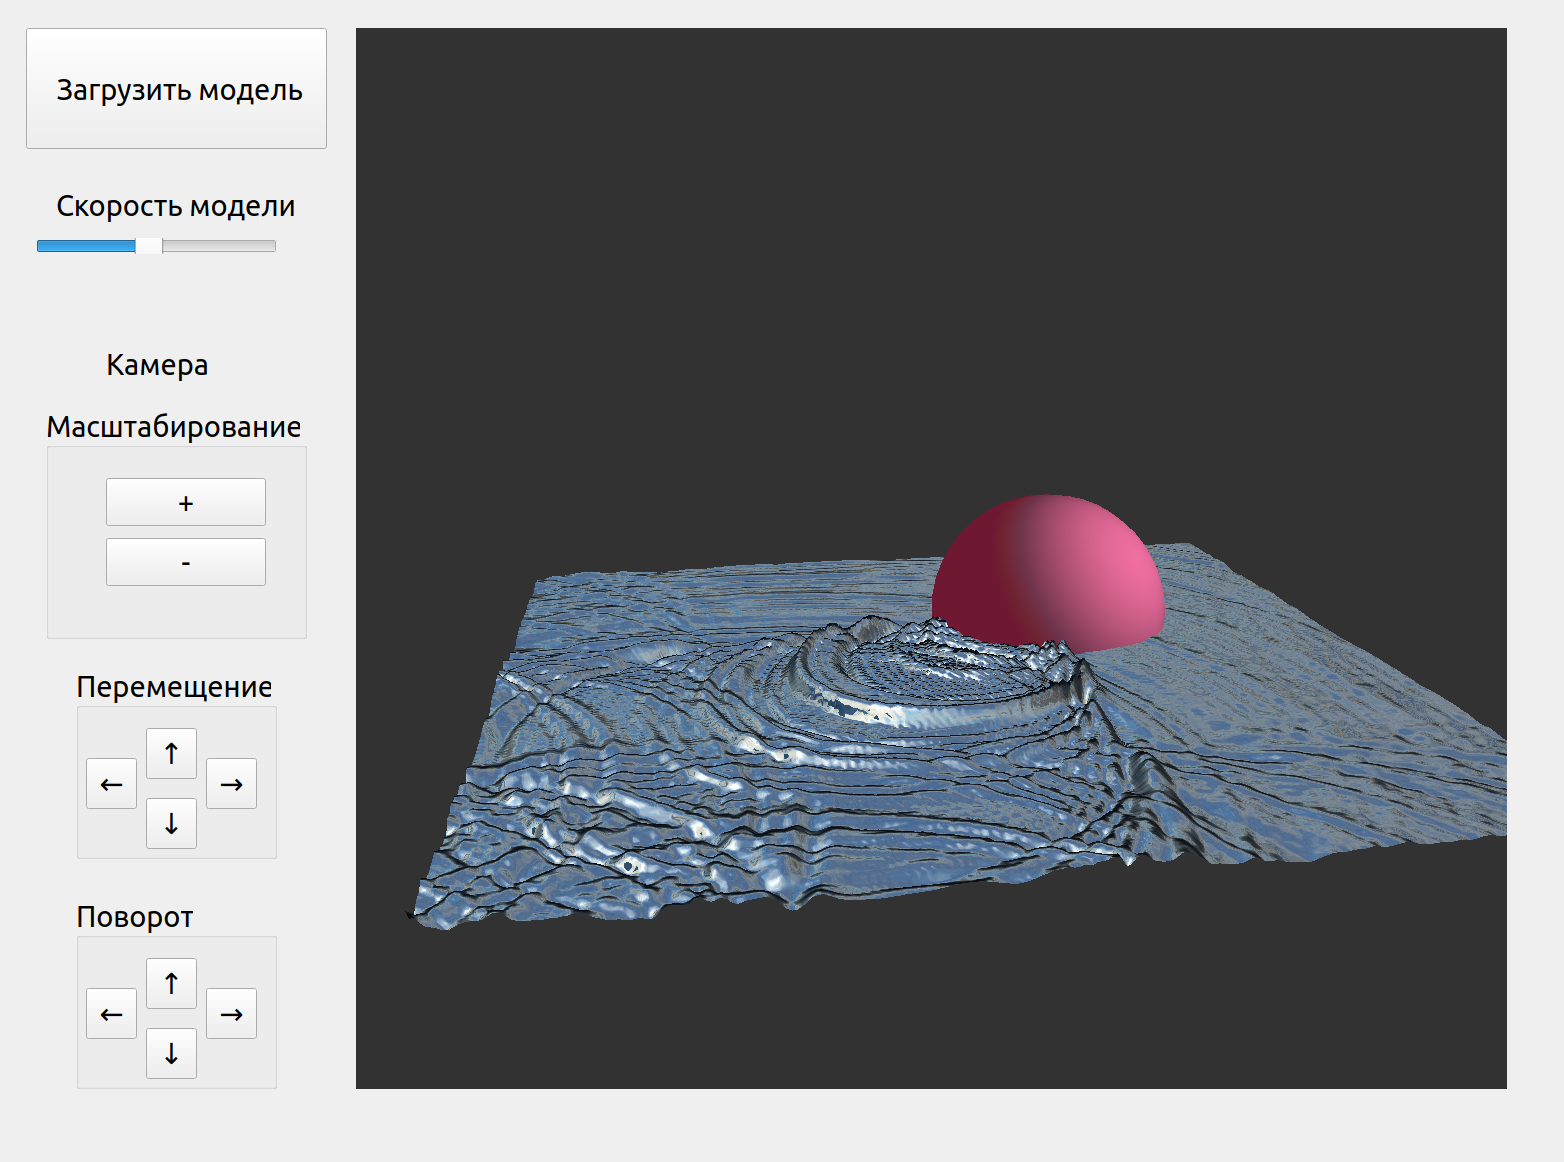 Загрузить модель
Скорость модели
Камера
Масштабирование
+
-
Перемещение
↑
← →
↓
Поворот
↑
← →
↓